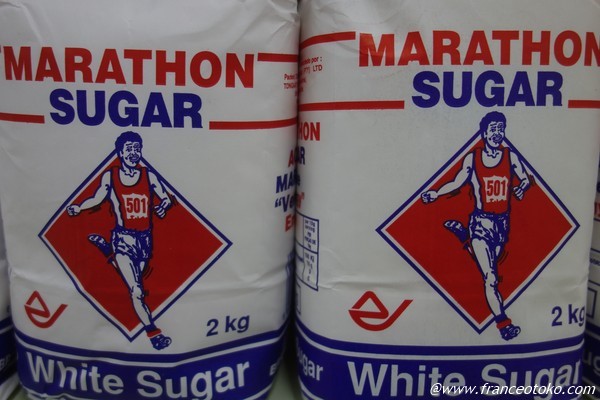 MARATHON
SUGAR
501
2 kg
White Sugar
MARATHON
SUGAR
501
2 kg
White Sugar
@www.franceotoko.com